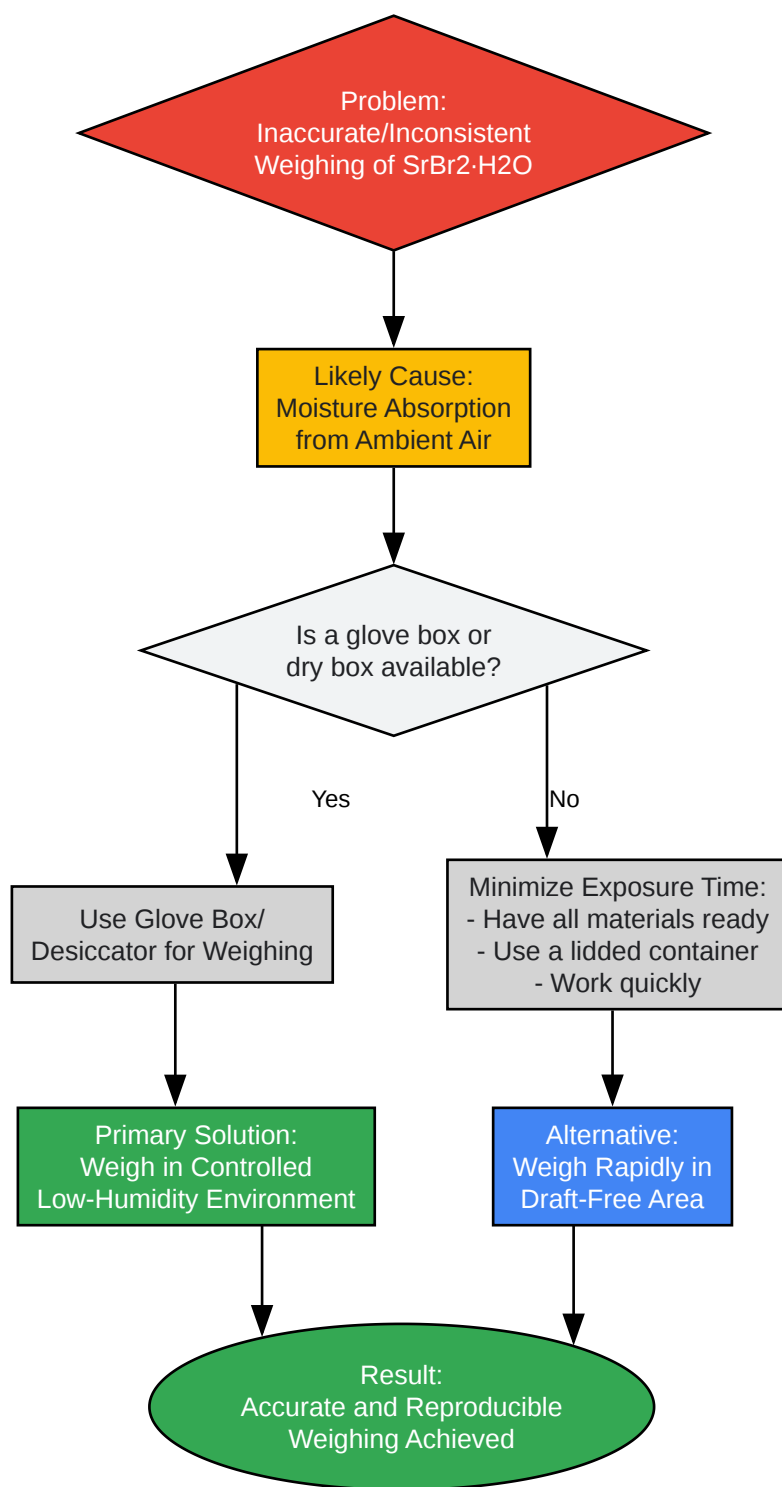 Problem:
Inaccurate/Inconsistent
Weighing of SrBr2·H2O
Likely Cause:
Moisture Absorption
from Ambient Air
Is a glove box or
dry box available?
Yes
No
Use Glove Box/
Desiccator for Weighing
Minimize Exposure Time:
- Have all materials ready
- Use a lidded container
- Work quickly
Primary Solution:
Weigh in Controlled
Low-Humidity Environment
Alternative:
Weigh Rapidly in
Draft-Free Area
Result:
Accurate and Reproducible
Weighing Achieved